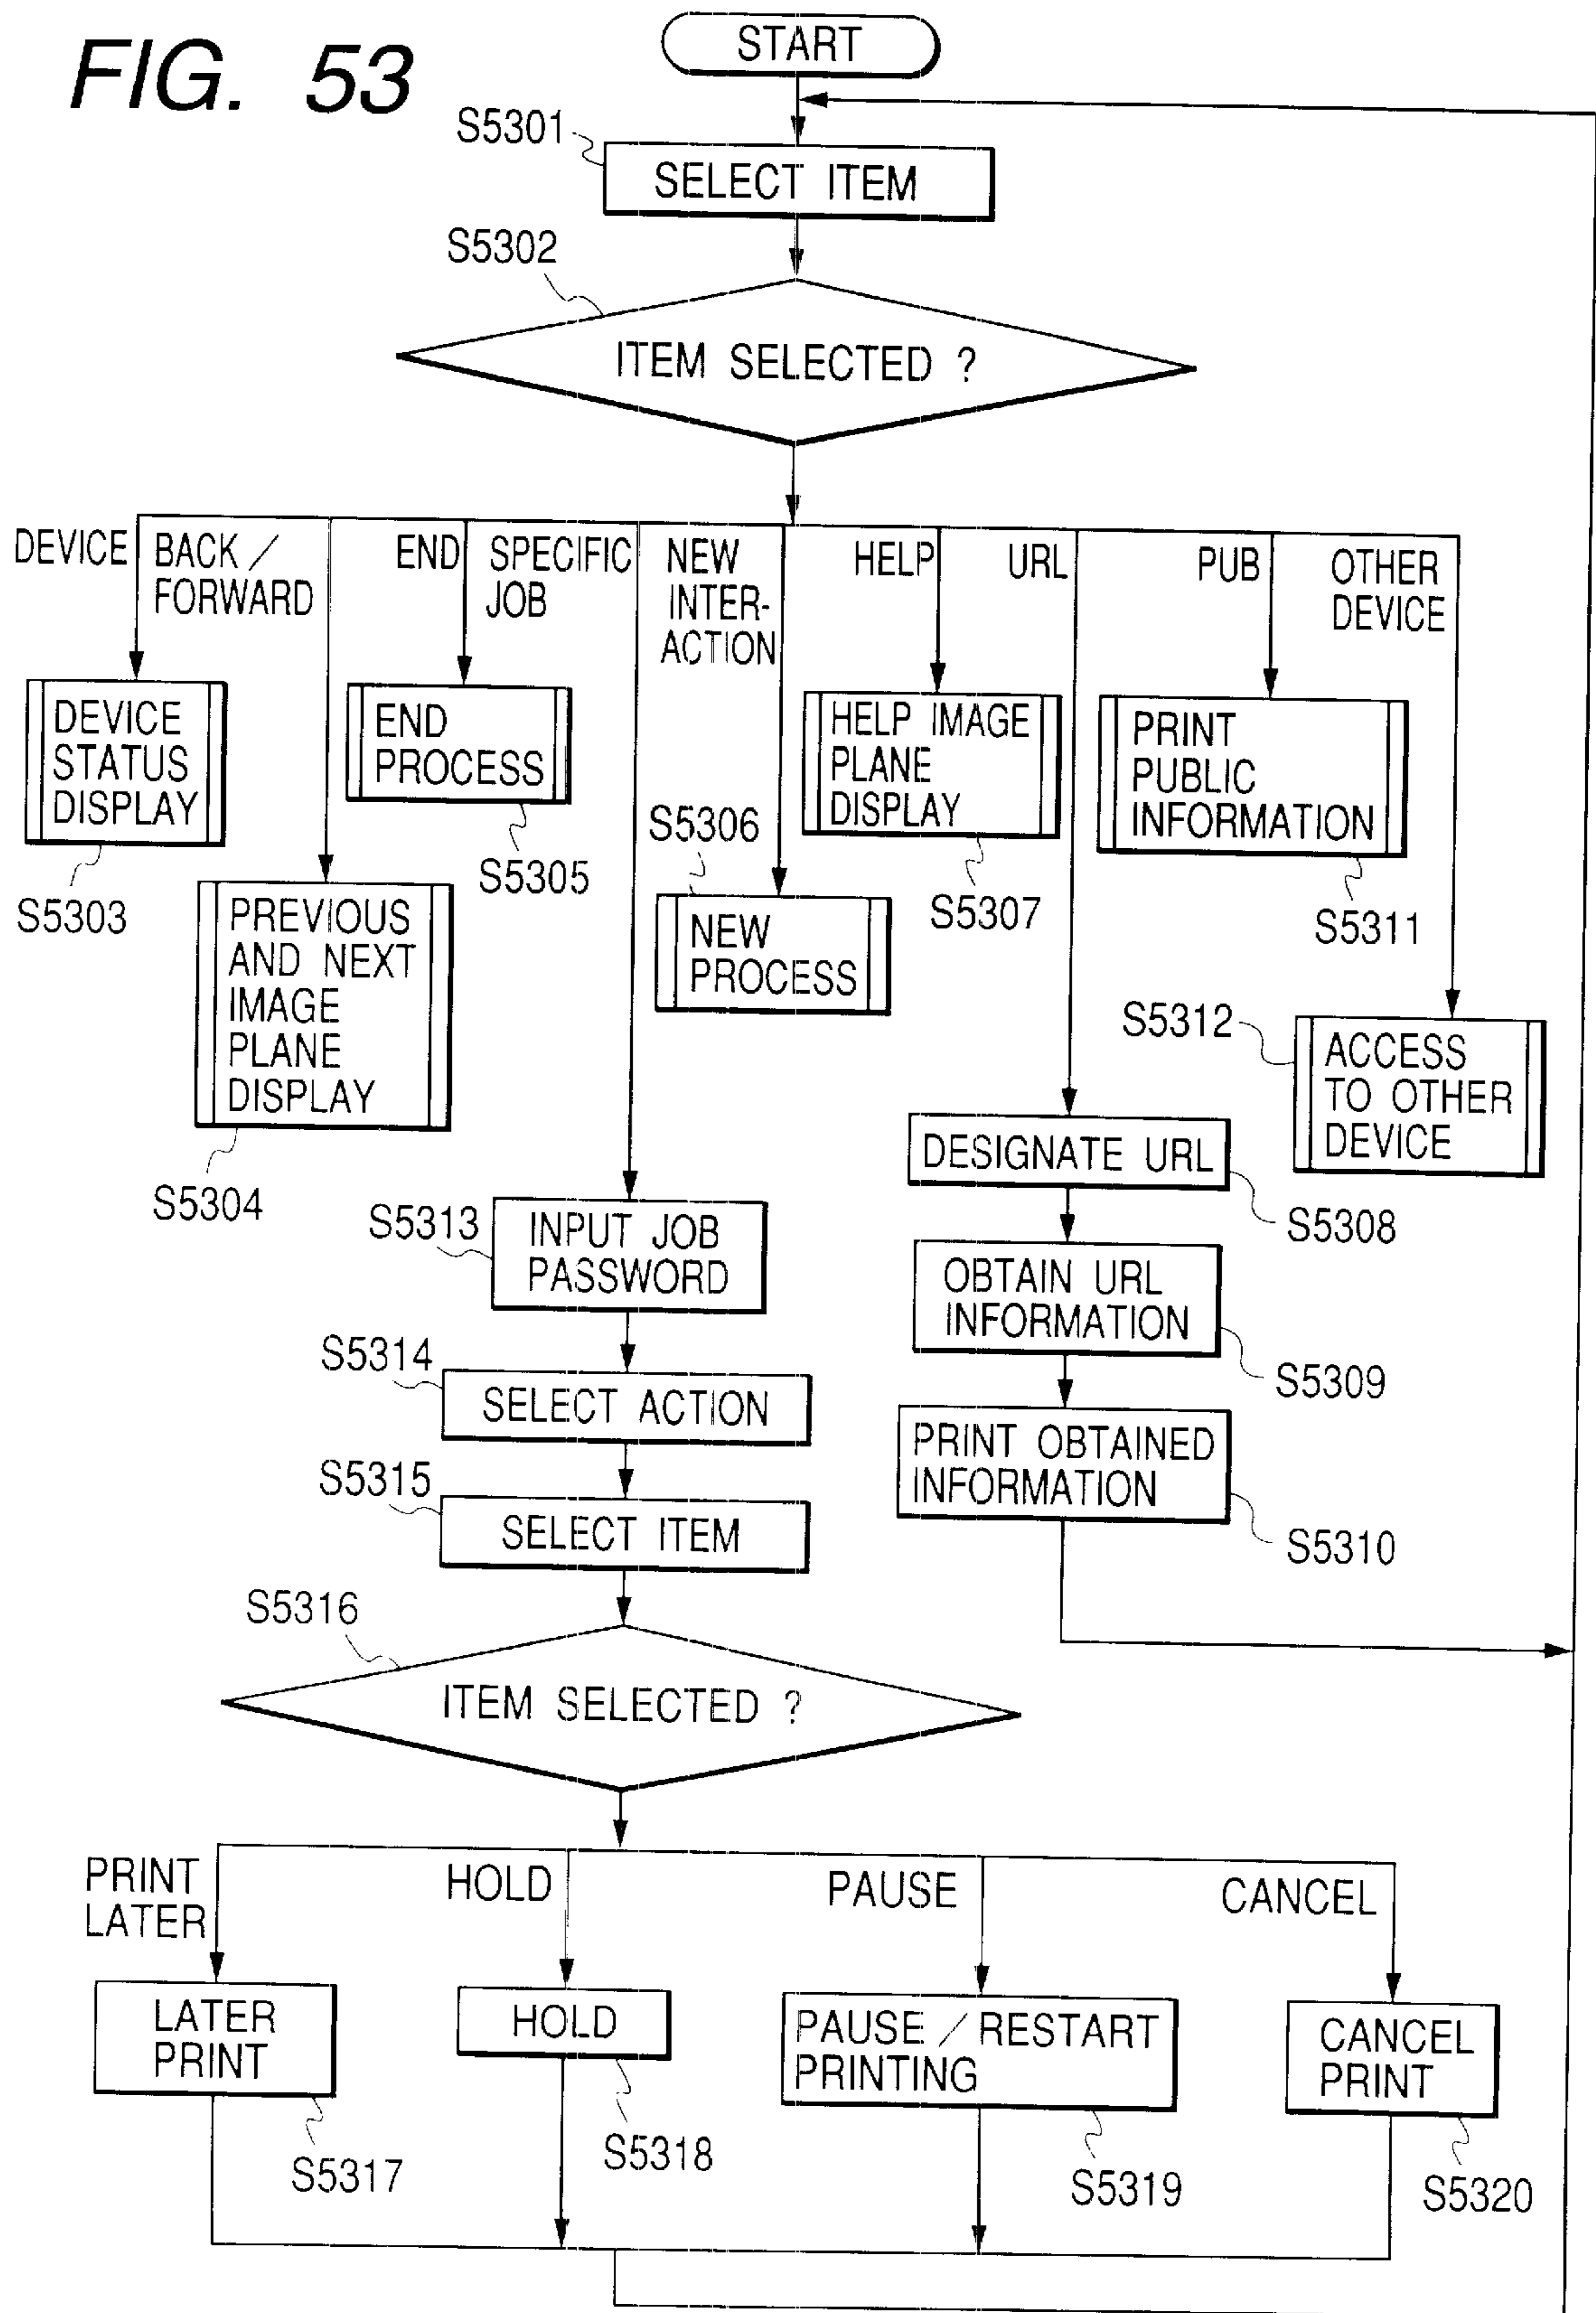 FIG. 53
START
S5301
SELECT ITEM
S5302
ITEM SELECTED ?
DEVICE
BACK /
FORWARD
END
SPECIFIC
JOB
NEW
INTER-
ACTION
HELP
URL
PUB
OTHER
DEVICE
DEVICE
STATUS
DISPLAY
S5303
PREVIOUS
AND NEXT
IMAGE
PLANE
DISPLAY
S5304
END
PROCESS
S5305
S5306
NEW
PROCESS
HELP IMAGE
PLANE
DISPLAY
S5307
PRINT
PUBLIC
INFORMATION
S5311
S5312
ACCESS
TO OTHER
DEVICE
DESIGNATE URL
S5308
OBTAIN URL
INFORMATION
S5309
PRINT OBTAINED
INFORMATION
S5310
S5313
INPUT JOB
PASSWORD
S5314
SELECT ACTION
S5315
SELECT ITEM
S5316
ITEM SELECTED ?
PRINT
LATER
HOLD
PAUSE
CANCEL
LATER
PRINT
S5317
HOLD
S5318
PAUSE / RESTART
PRINTING
S5319
CANCEL
PRINT
S5320